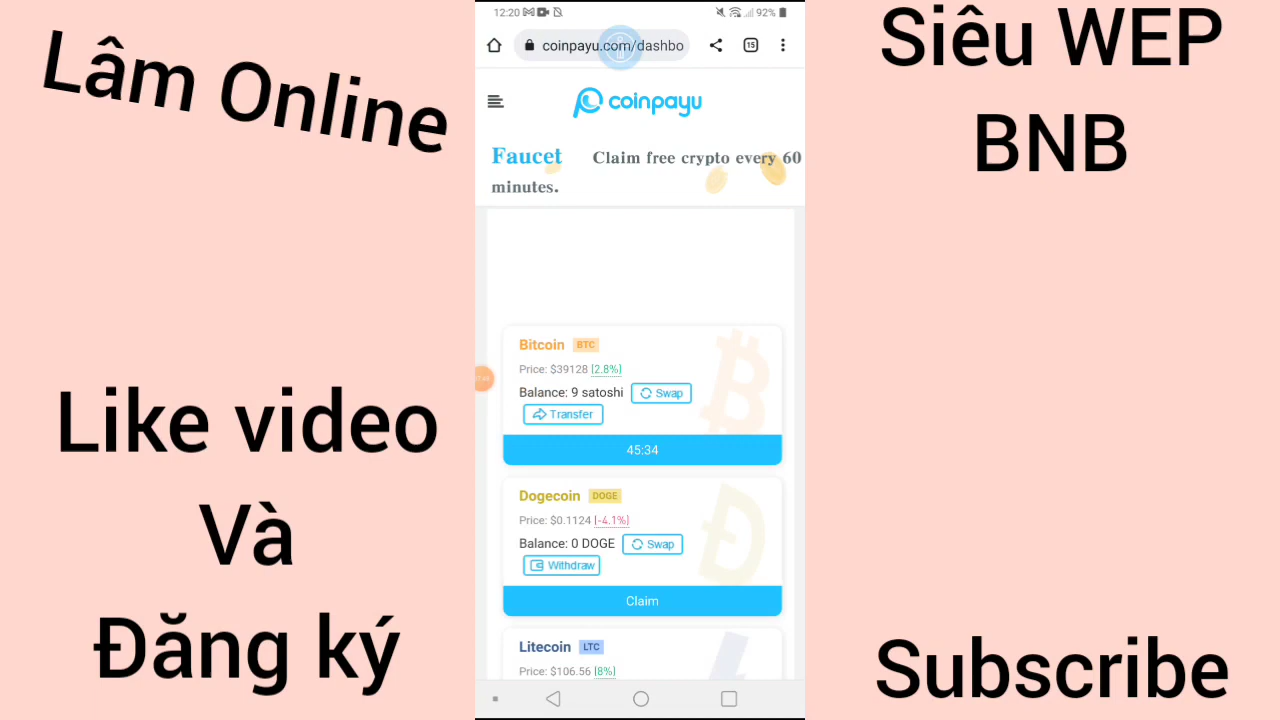 Lâm Online
Like video
Và
Đăng ký
12:20
92%
coinpayu.com/dashbo
15
coinpayu
Faucet Claim free crypto every 60
minutes.
Bitcoin BTC
Price: $39128 (2.8%)
Balance: 9 satoshi Swap
Transfer
45:34
Dogecoin DOGE
Price: $0.1124 (-4.1%)
Balance: 0 DOGE Swap
Withdraw
Claim
Litecoin LTC
Price: $106.56 (8%)
Siêu WEP
BNB
Subscribe